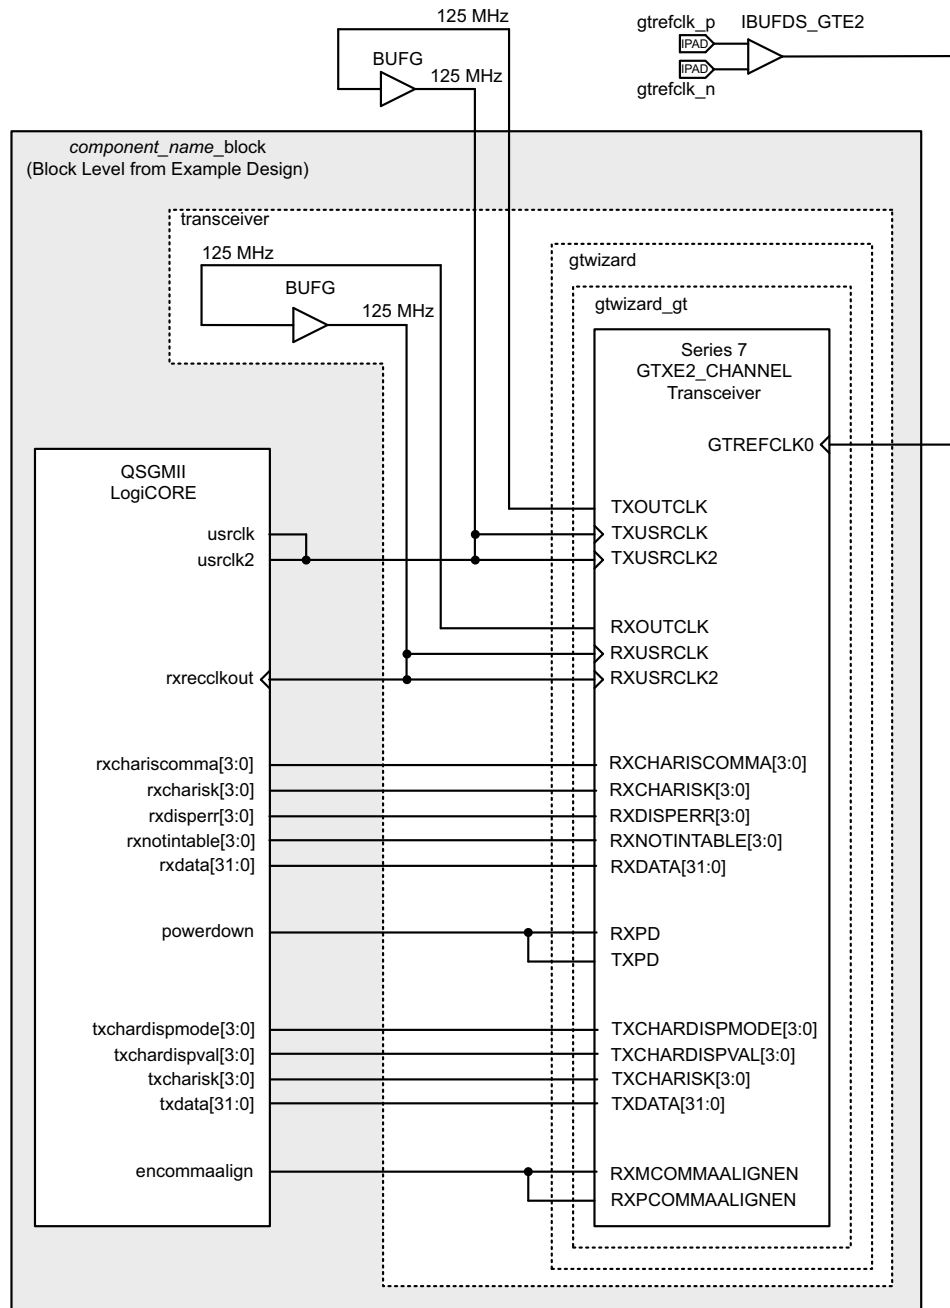 125 MHz
gtrefclk_p
IBUFDS_GTE2
IPAD
IPAD
gtrefclk_n
BUFG
125 MHz
component_name_block
(Block Level from Example Design)
transceiver
125 MHz
BUFG
125 MHz
gtwizard
gtwizard_gt
Series 7
GTXE2_CHANNEL
Transceiver
GTREFCLK0
QSGMII
LogiCORE
usrclk
usrclk2
rxrecclkout
rxchariscomma[3:0]
rxcharisk[3:0]
rxdisperr[3:0]
rxnotintable[3:0]
rxdata[31:0]
powerdown
txchardispmode[3:0]
txchardispval[3:0]
txcharisk[3:0]
txdata[31:0]
encommaalign
TXOUTCLK
TXUSRCLK
TXUSRCLK2
RXOUTCLK
RXUSRCLK
RXUSRCLK2
RXCHARISCOMMA[3:0]
RXCHARISK[3:0]
RXDISPERR[3:0]
RXNOTINTABLE[3:0]
RXDATA[31:0]
RXPD
TXPD
TXCHARDISPMODE[3:0]
TXCHARDISPVAL[3:0]
TXCHARISK[3:0]
TXDATA[31:0]
RXMCOMMAALIGNEN
RXPCOMMAALIGNEN